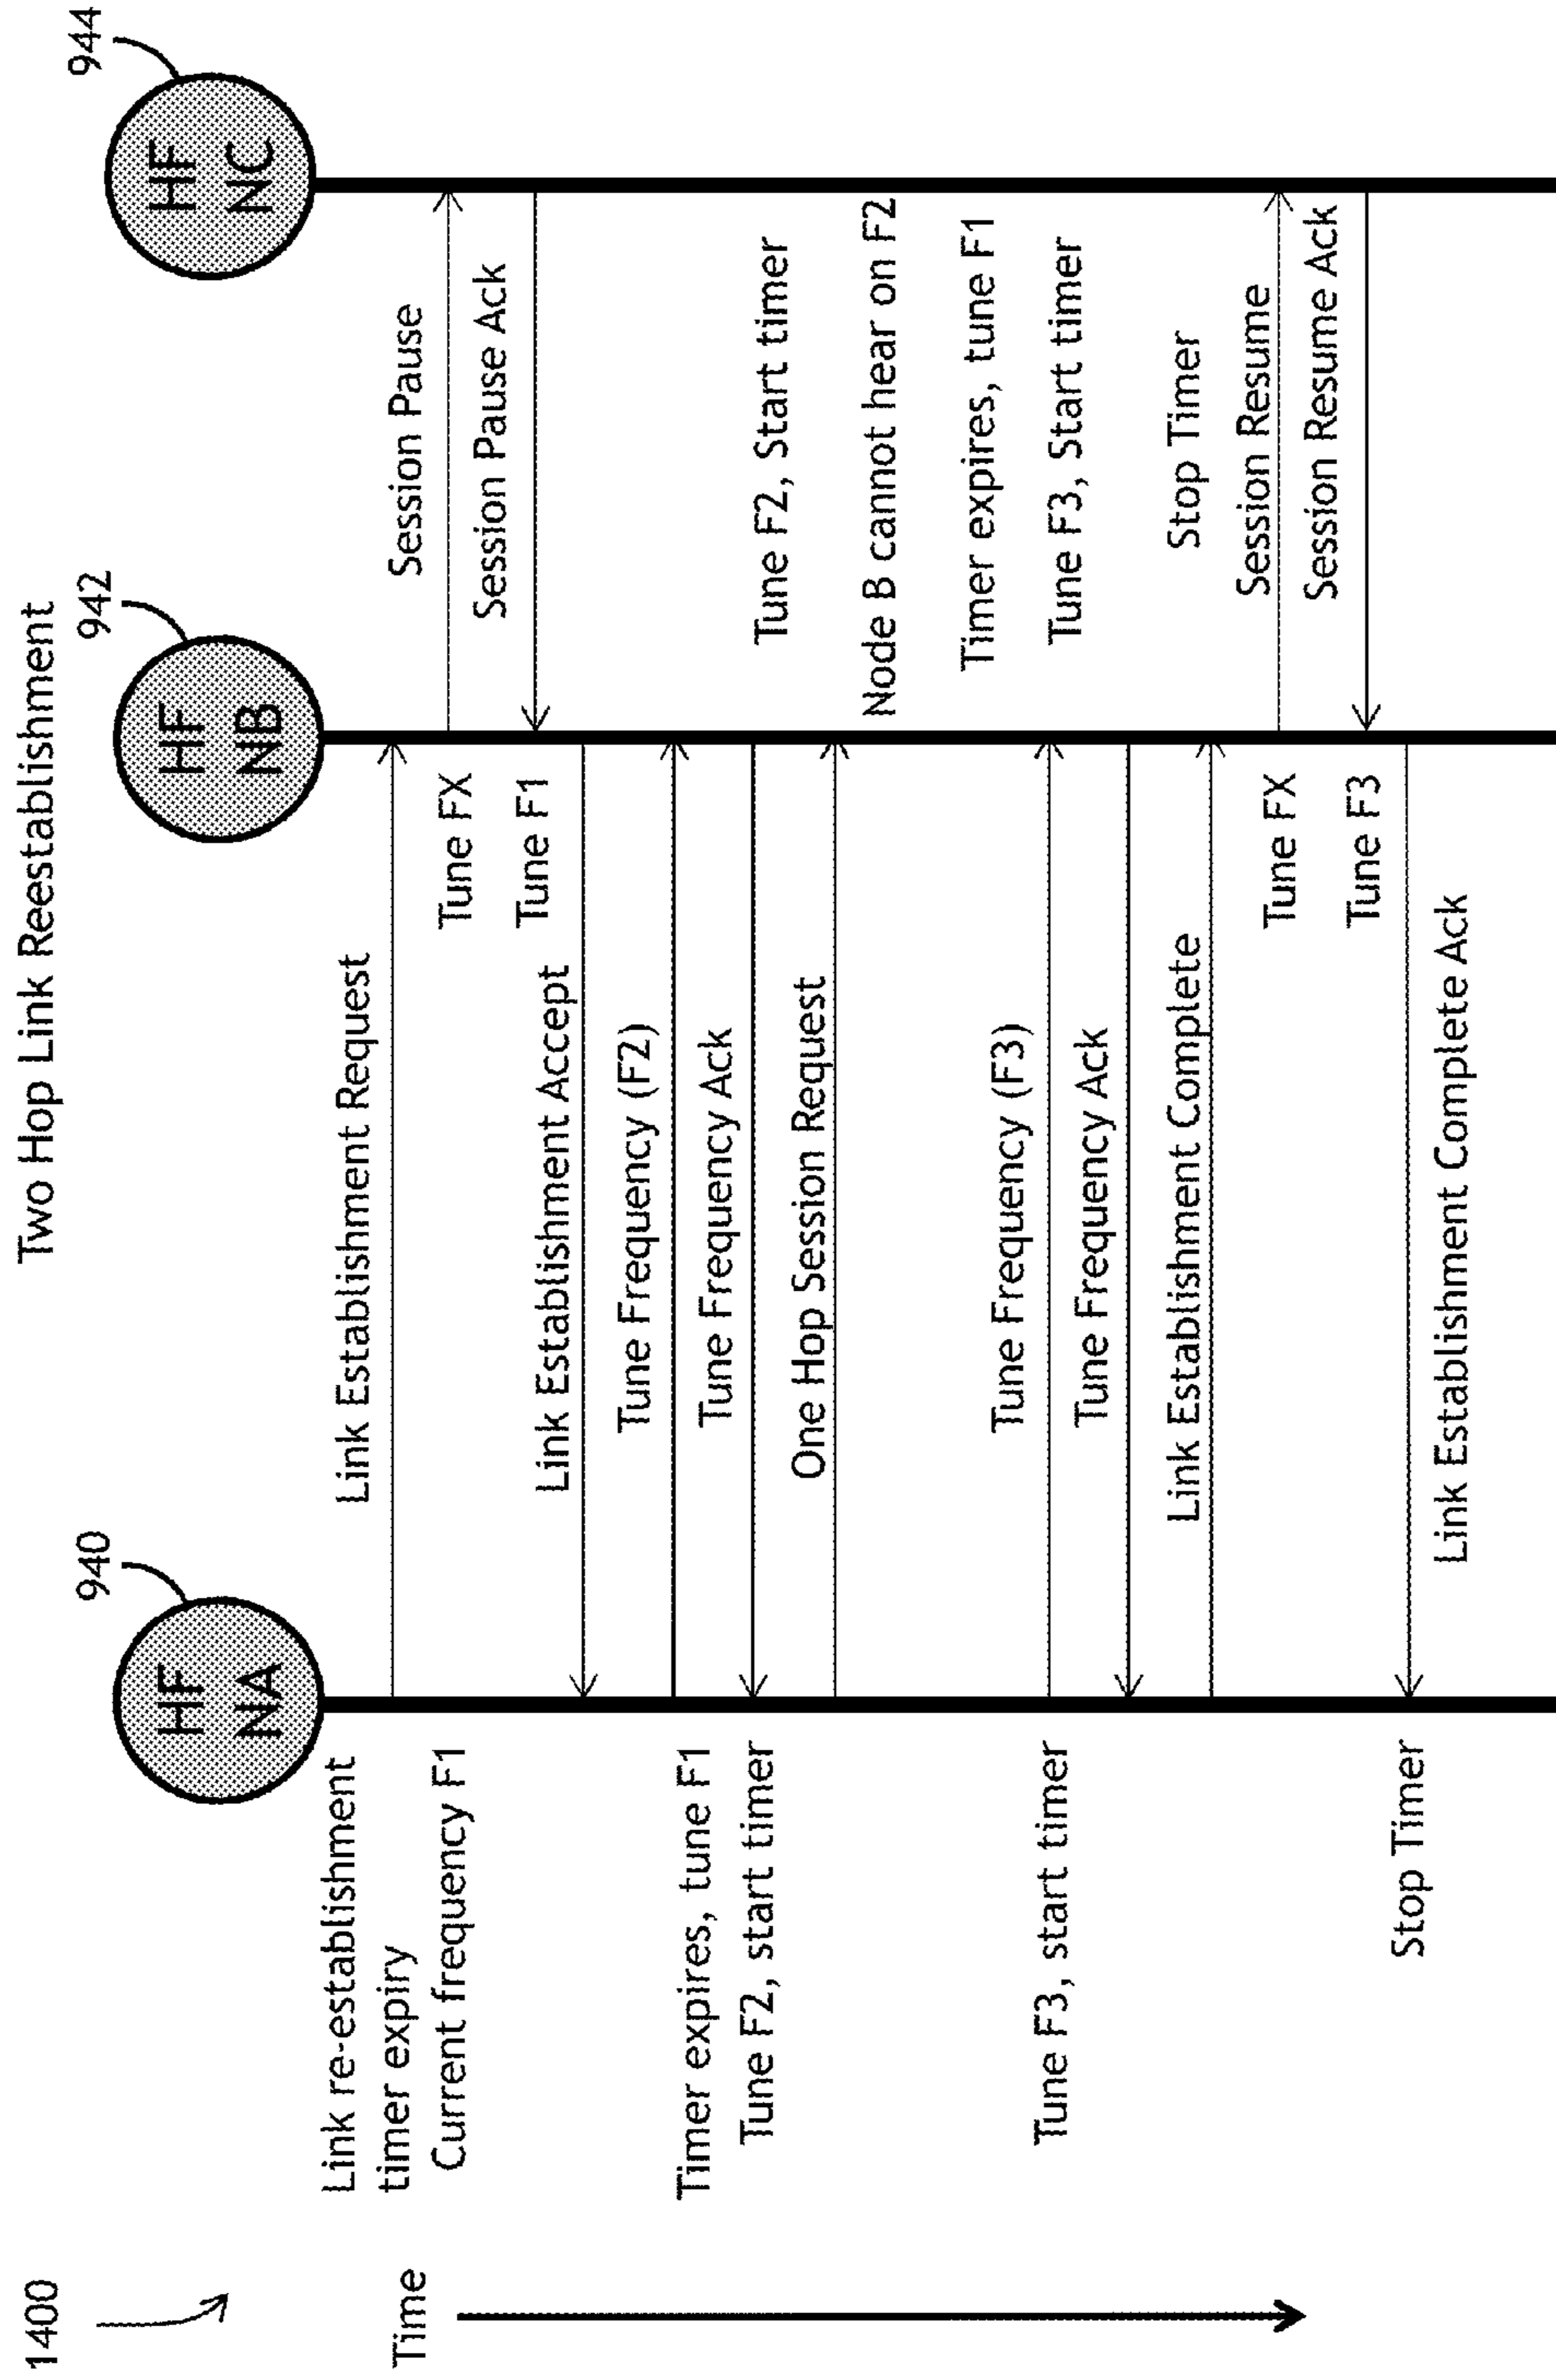 Two Hop Link Reestablishment
1400
940
942
944
HF
NA
HF
NB
HF
NC
Time
Link re-establishment
timer expiry
Current frequency F1
Link Establishment Request
Session Pause
Tune FX
Session Pause Ack
Tune F1
Link Establishment Accept
Tune Frequency (F2)
Timer expires, tune F1
Tune Frequency Ack
Tune F2, start timer
Tune F2, Start timer
One Hop Session Request
Node B cannot hear on F2
Timer expires, tune F1
Tune Frequency (F3)
Tune F3, start timer
Tune F3, Start timer
Tune Frequency Ack
Link Establishment Complete
Stop Timer
Session Resume
Tune FX
Session Resume Ack
Tune F3
Stop Timer
Link Establishment Complete Ack